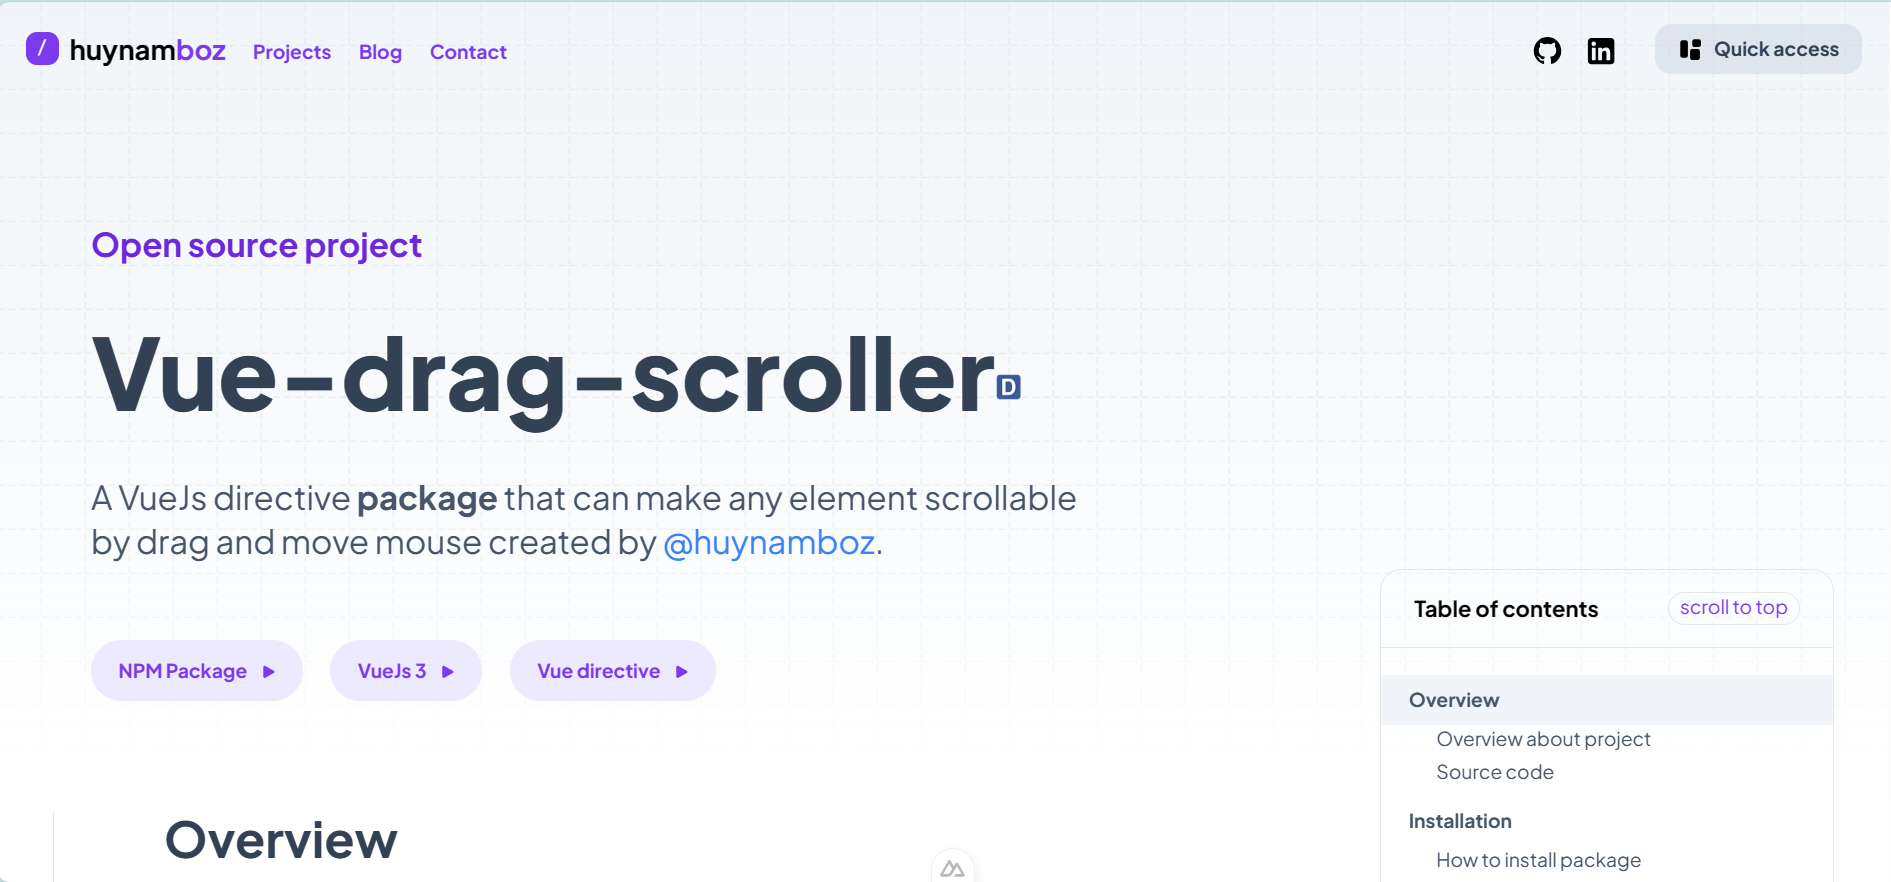 / huynamboz Projects Blog Contact Quick access
Open source project
Vue-drag-scroller D
A VueJs directive package that can make any element scrollable
by drag and move mouse created by @huynamboz.
NPM Package VueJs 3 Vue directive
Overview
Table of contents scroll to top
Overview
Overview about project
Source code
Installation
How to install package